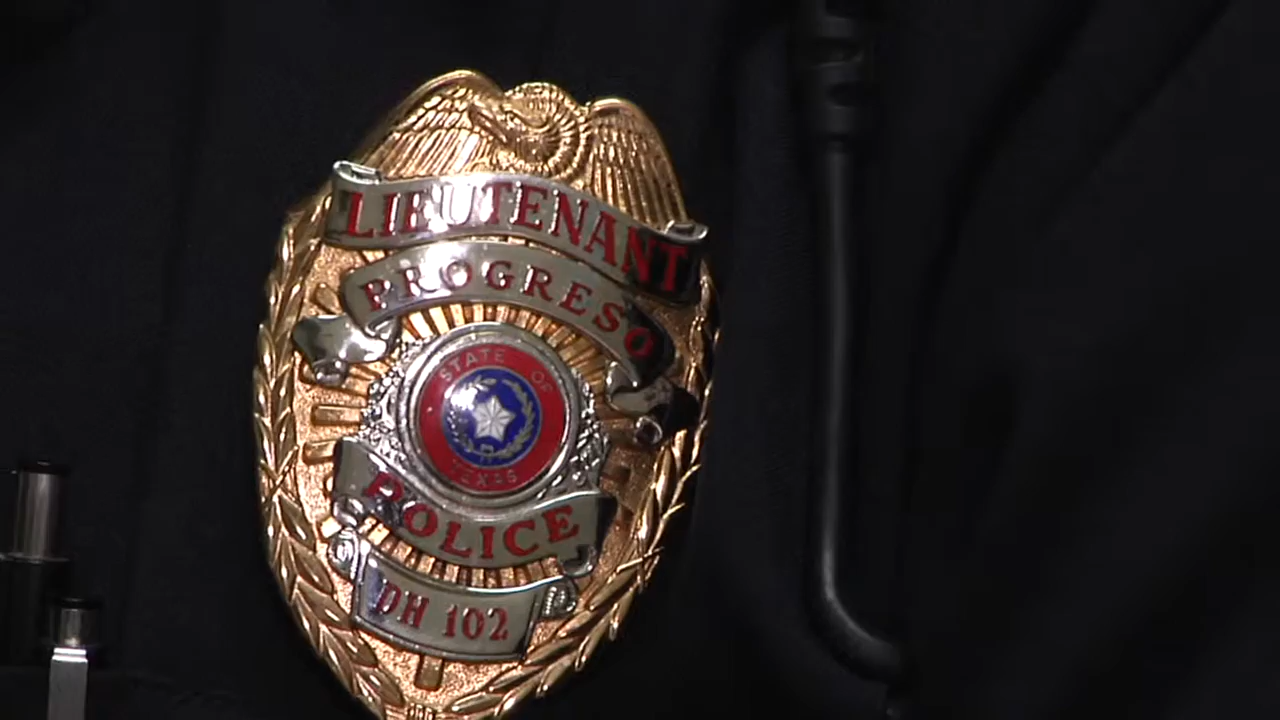 LIEUTENANT
PROGRESO
STATE OF
TEXAS
POLICE
DH 102